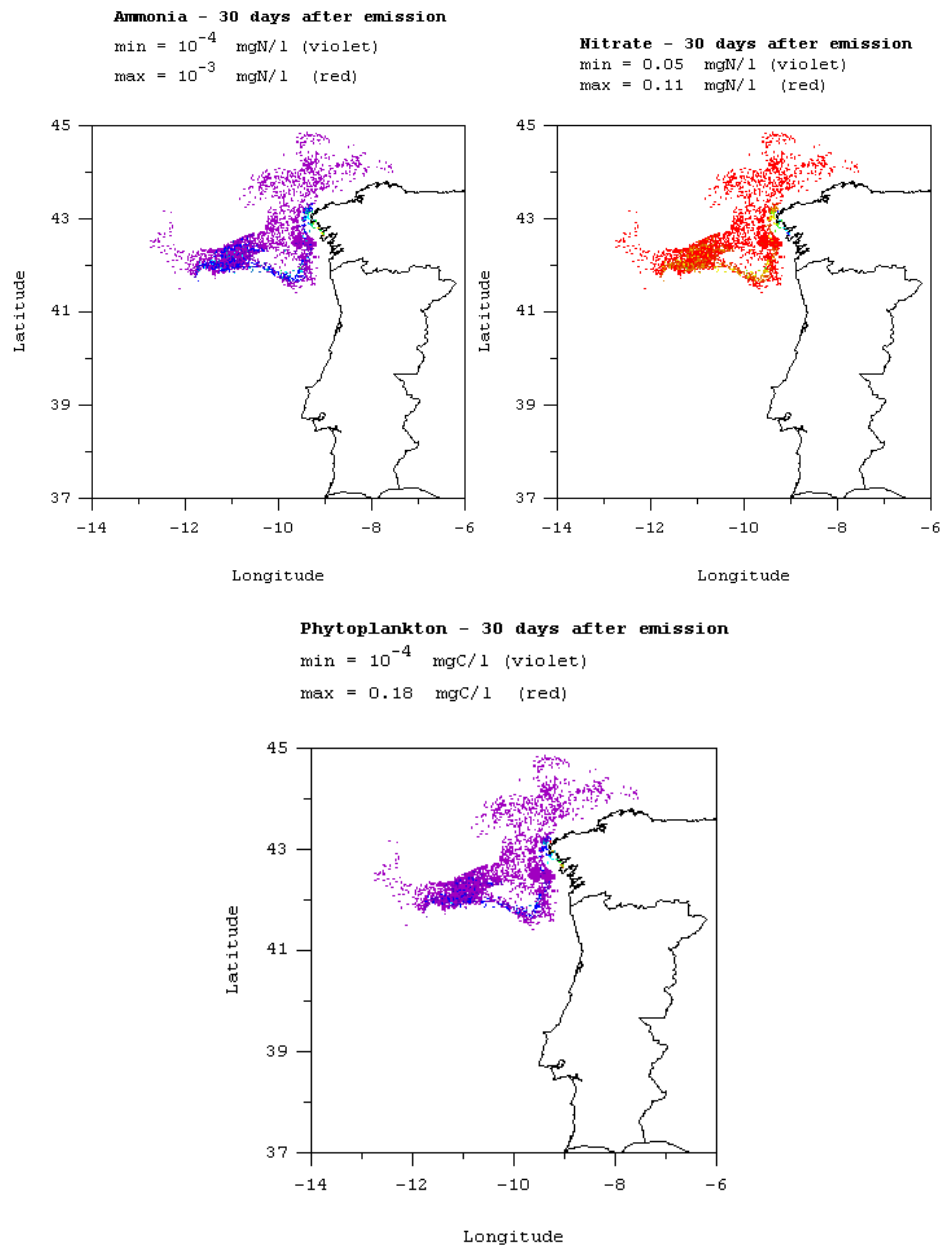 Ammonia - 30 days after emission
min = 10^-4 mgN/l (violet)
max = 10^-3 mgN/l (red)
45
43
41
39
37
-14
-12
-10
-8
-6
Latitude
Longitude
Nitrate - 30 days after emission
min = 0.05 mgN/l (violet)
max = 0.11 mgN/l (red)
45
43
41
39
37
-14
-12
-10
-8
-6
Latitude
Longitude
Phytoplankton - 30 days after emission
min = 10^-4 mgC/l (violet)
max = 0.18 mgC/l (red)
45
43
41
39
37
-14
-12
-10
-8
-6
Latitude
Longitude